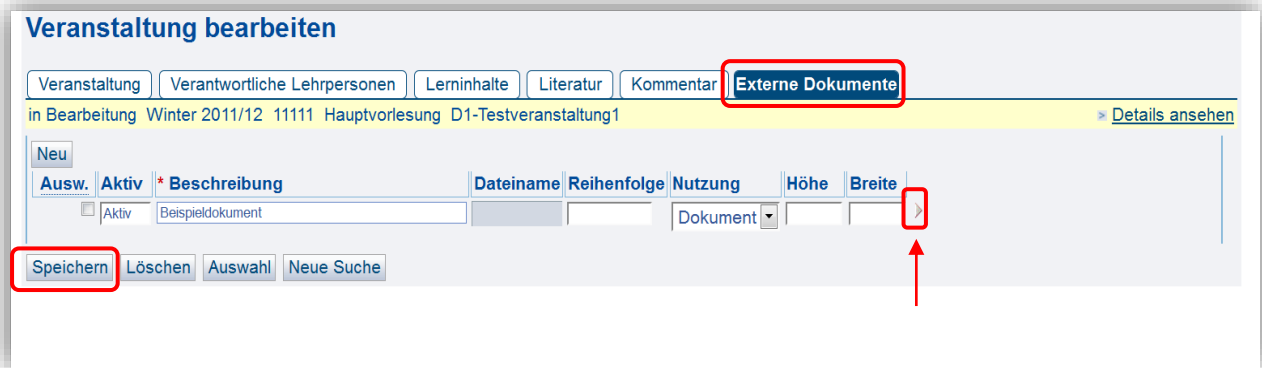 Veranstaltung bearbeiten
Veranstaltung Verantwortliche Lehrpersonen Lerninhalte Literatur Kommentar Externe Dokumente
in Bearbeitung Winter 2011/12 11111 Hauptvorlesung D1-Testveranstaltung1 Details ansehen
Neu
Ausw. Aktiv * Beschreibung Dateiname Reihenfolge Nutzung Höhe Breite
Aktiv Beispieldokument Dokument
Speichern Löschen Auswahl Neue Suche